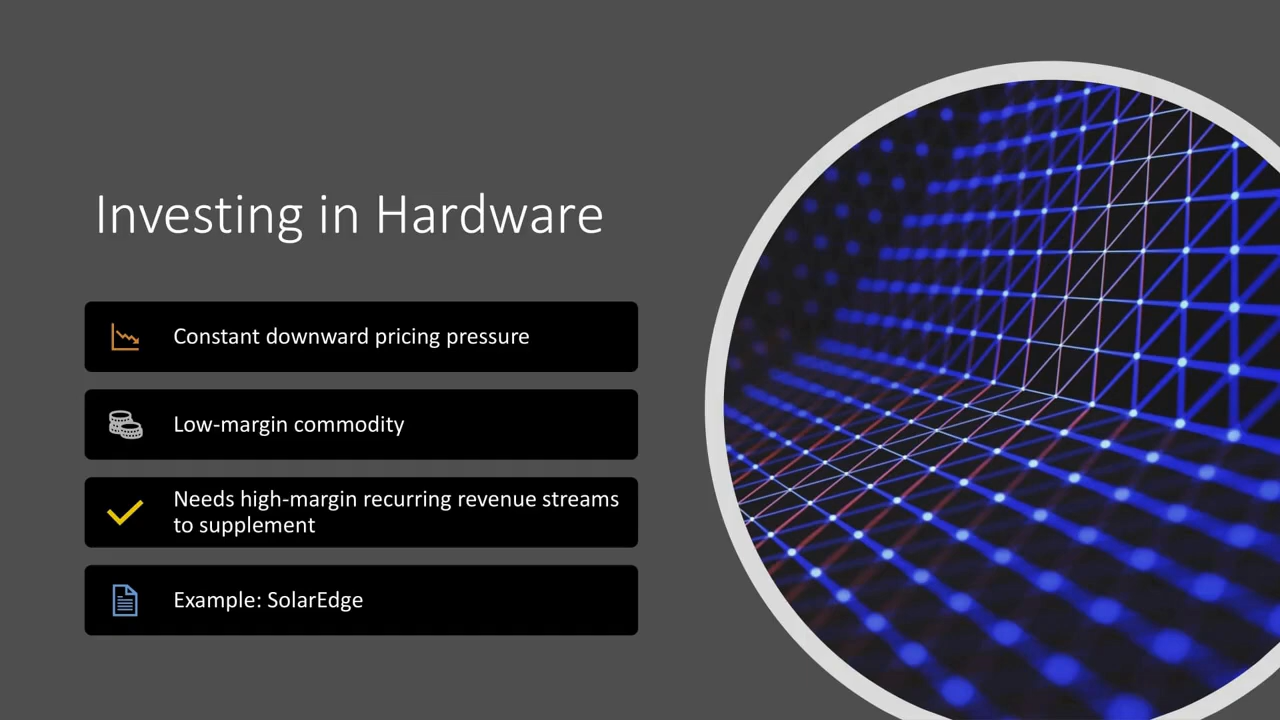 Investing in Hardware
Constant downward pricing pressure
Low-margin commodity
Needs high-margin recurring revenue streams
to supplement
Example: SolarEdge